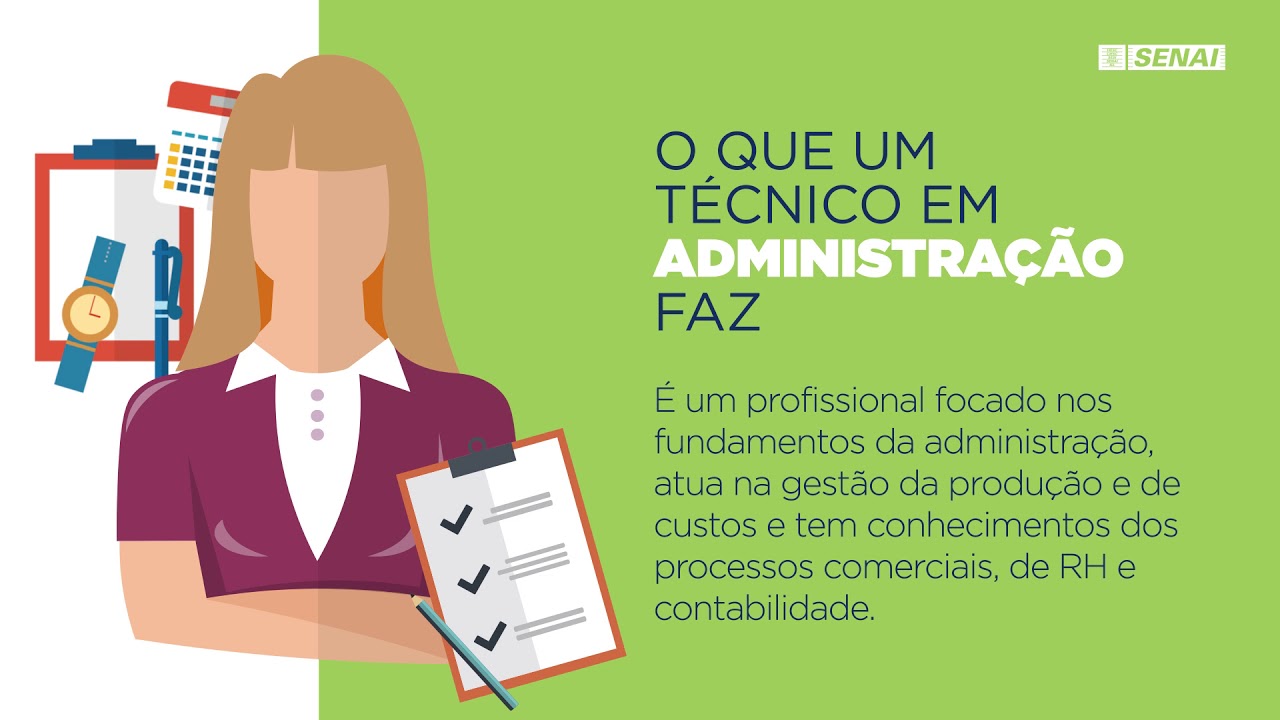 SENAI
O QUE UM
TÉCNICO EM
ADMINISTRAÇÃO
FAZ
É um profissional focado nos
fundamentos da administração,
atua na gestão da produção e de
custos e tem conhecimentos dos
processos comerciais, de RH e
contabilidade.